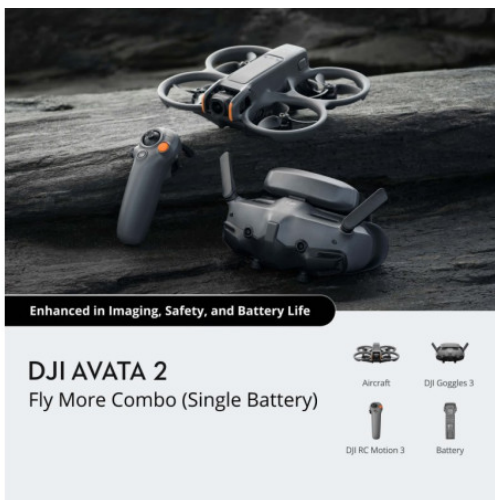 Enhanced in Imaging, Safety, and Battery Life
DJI AVATA 2
Fly More Combo (Single Battery)
Aircraft
DJI Goggles 3
DJI RC Motion 3
Battery